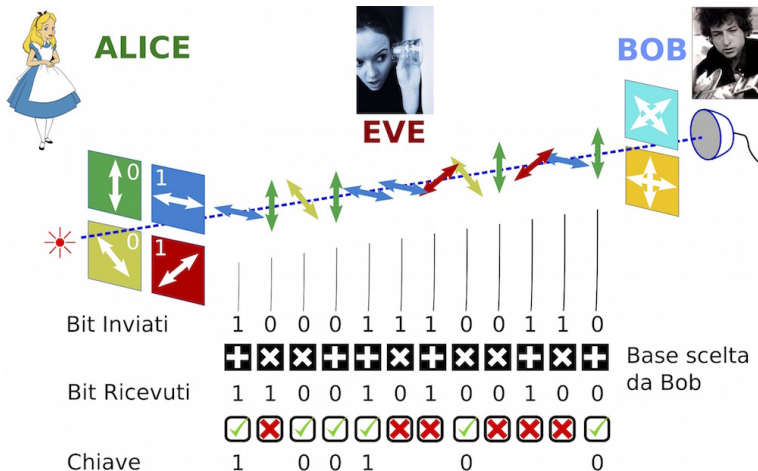 ALICE
EVE
BOB
0 1
0 1
Bit Inviati 1 0 0 0 1 1 1 0 0 1 1 0
Base scelta
da Bob
Bit Ricevuti 1 1 0 0 1 0 1 0 0 1 0 0
Chiave 1 0 0 1 0 0